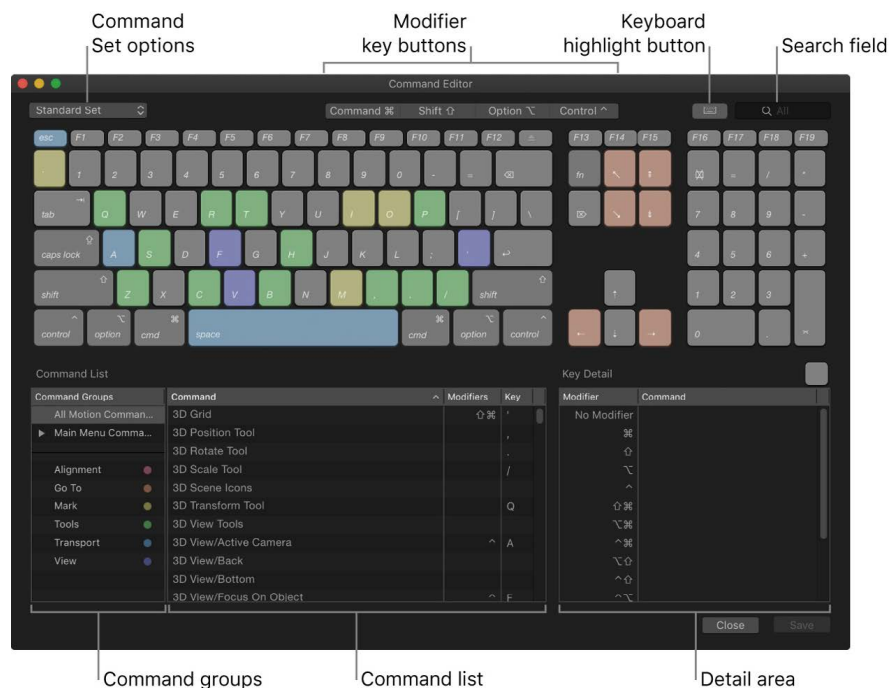 Command
Set options
Modifier
key buttons
Keyboard
highlight button
Search field
Command Editor
Standard Set
Command ⌘ Shift ⇧ Option ⌥ Control ^
All
esc F1 F2 F3 F4 F5 F6 F7 F8 F9 F10 F11 F12 F13 F14 F15 F16 F17 F18 F19
` 1 2 3 4 5 6 7 8 9 0 - = ⌫ fn ↖ ⇞ ⌧ = / *
tab ⇥ Q W E R T Y U I O P [ ] \ ⌦ ↘ ⇟ 7 8 9 -
caps lock ⇪ A S D F G H J K L ; ' ↩ 4 5 6 +
shift ⇧ Z X C V B N M , . / shift ⇧ ↑ 1 2 3
control ^ option ⌥ cmd ⌘ space cmd ⌘ option ⌥ control ^ ← ↓ → 0 .
Command List
Key Detail
Command Groups Command ^ Modifiers Key Modifier Command
All Motion Comman... 3D Grid ⇧⌘ ' No Modifier
Main Menu Comma... 3D Position Tool , ⌘
3D Rotate Tool . ⇧
Alignment 3D Scale Tool / ⌥
Go To 3D Scene Icons ^
Mark 3D Transform Tool Q ⇧⌘
Tools 3D View Tools ⌥⌘
Transport 3D View/Active Camera ^ A ^⌘
View 3D View/Back ⌥⇧
3D View/Bottom ^⇧
3D View/Focus On Object ^ F ^⌥
Close Save
Command groups
Command list
Detail area